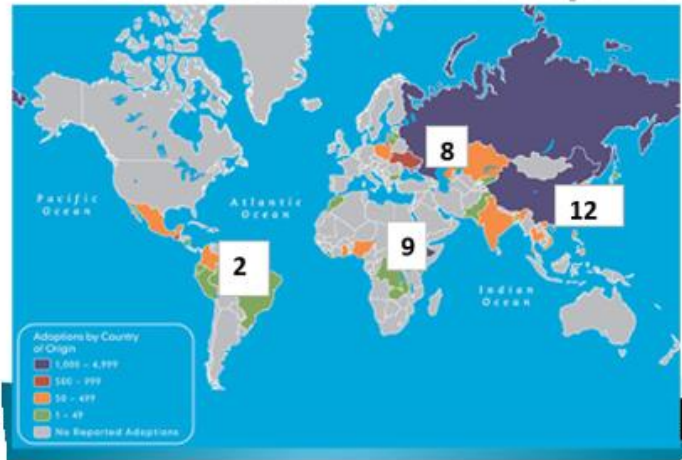 8
12
9
2
Pacific
Ocean
Atlantic
Ocean
Indian
Ocean
Adoptions by Country
of Origin
1,000 - 4,999
500 - 999
50 - 499
1 - 49
No Reported Adoptions